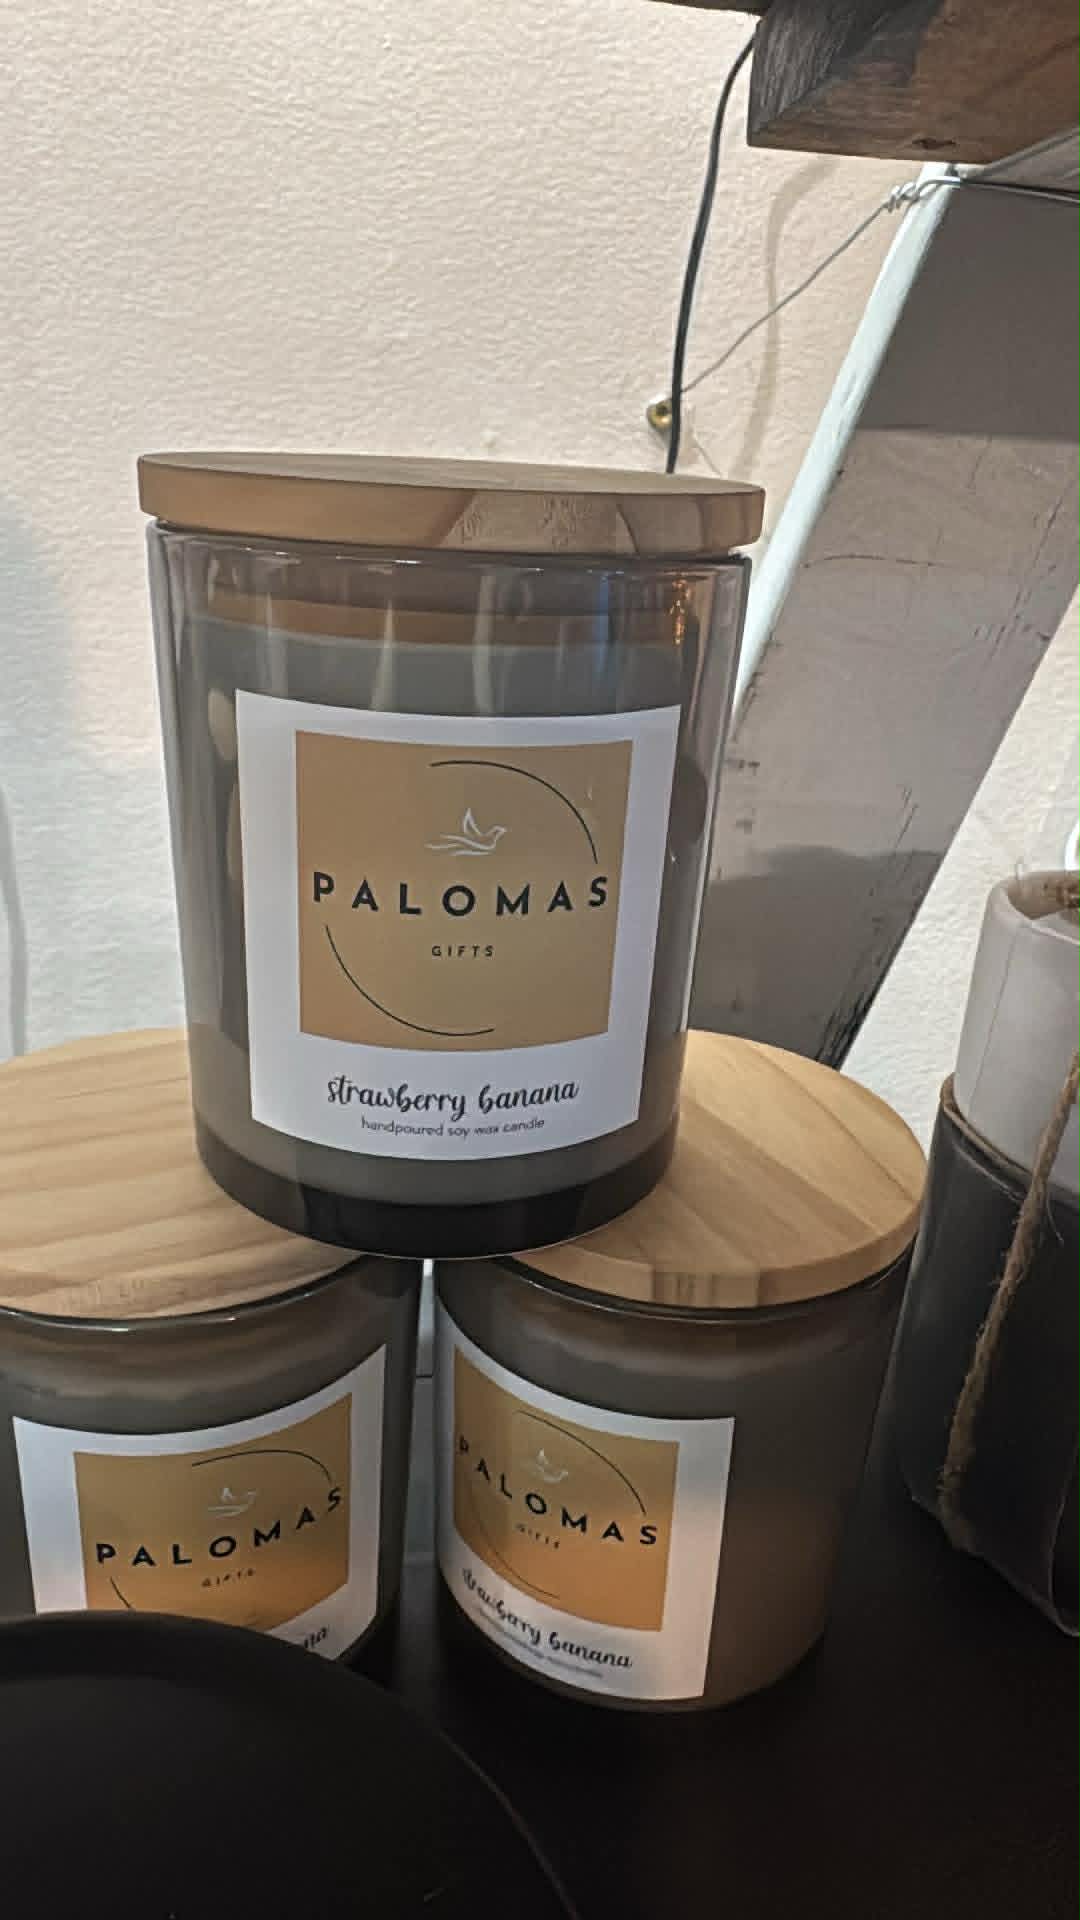 PALOMAS
GIFTS
strawberry banana
handpoured soy wax candle
PALOMAS
GIFTS
PALOMAS
GIFTS
strawberry banana